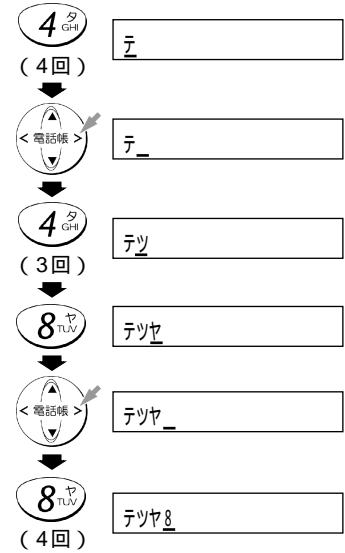 4 タ GHI
テ
(4回)
< 電話帳 >
テ_
4 タ GHI
テツ
(3回)
8 ヤ TUV
テツヤ
< 電話帳 >
テツヤ_
8 ヤ TUV
テツヤ8
(4回)